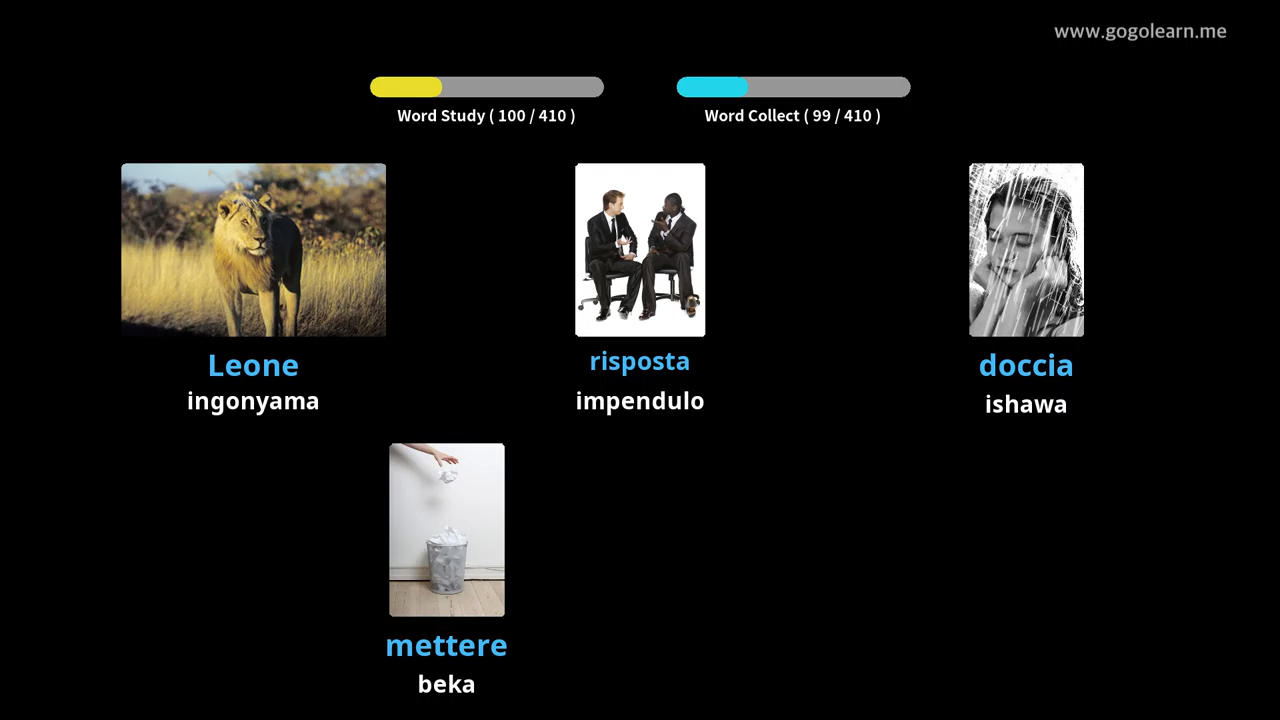 www.gogolearn.me
Word Study ( 100 / 410 )
Word Collect ( 99 / 410 )
Leone
ingonyama
risposta
impendulo
doccia
ishawa
mettere
beka